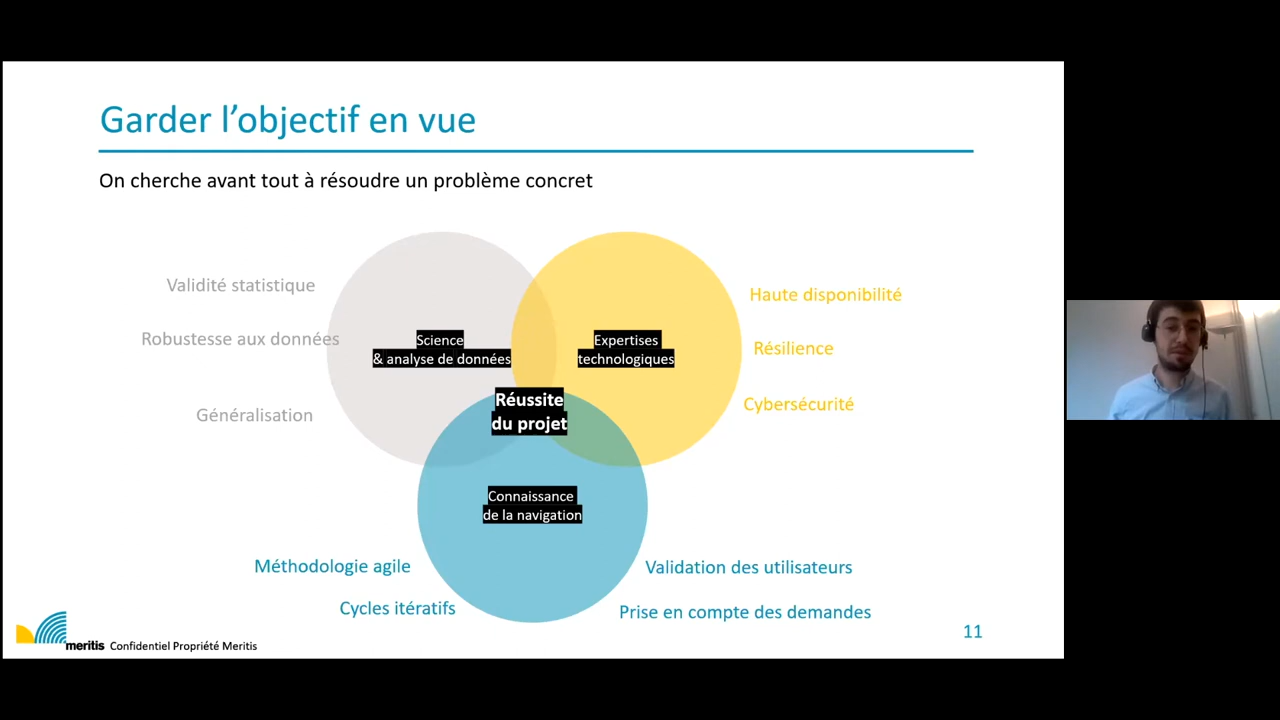 Garder l’objectif en vue
On cherche avant tout à résoudre un problème concret
Validité statistique
Robustesse aux données
Généralisation
Science
& analyse de données
Expertises
technologiques
Haute disponibilité
Résilience
Cybersécurité
Réussite
du projet
Connaissance
de la navigation
Méthodologie agile
Cycles itératifs
Validation des utilisateurs
Prise en compte des demandes
meritis Confidentiel Propriété Meritis
11